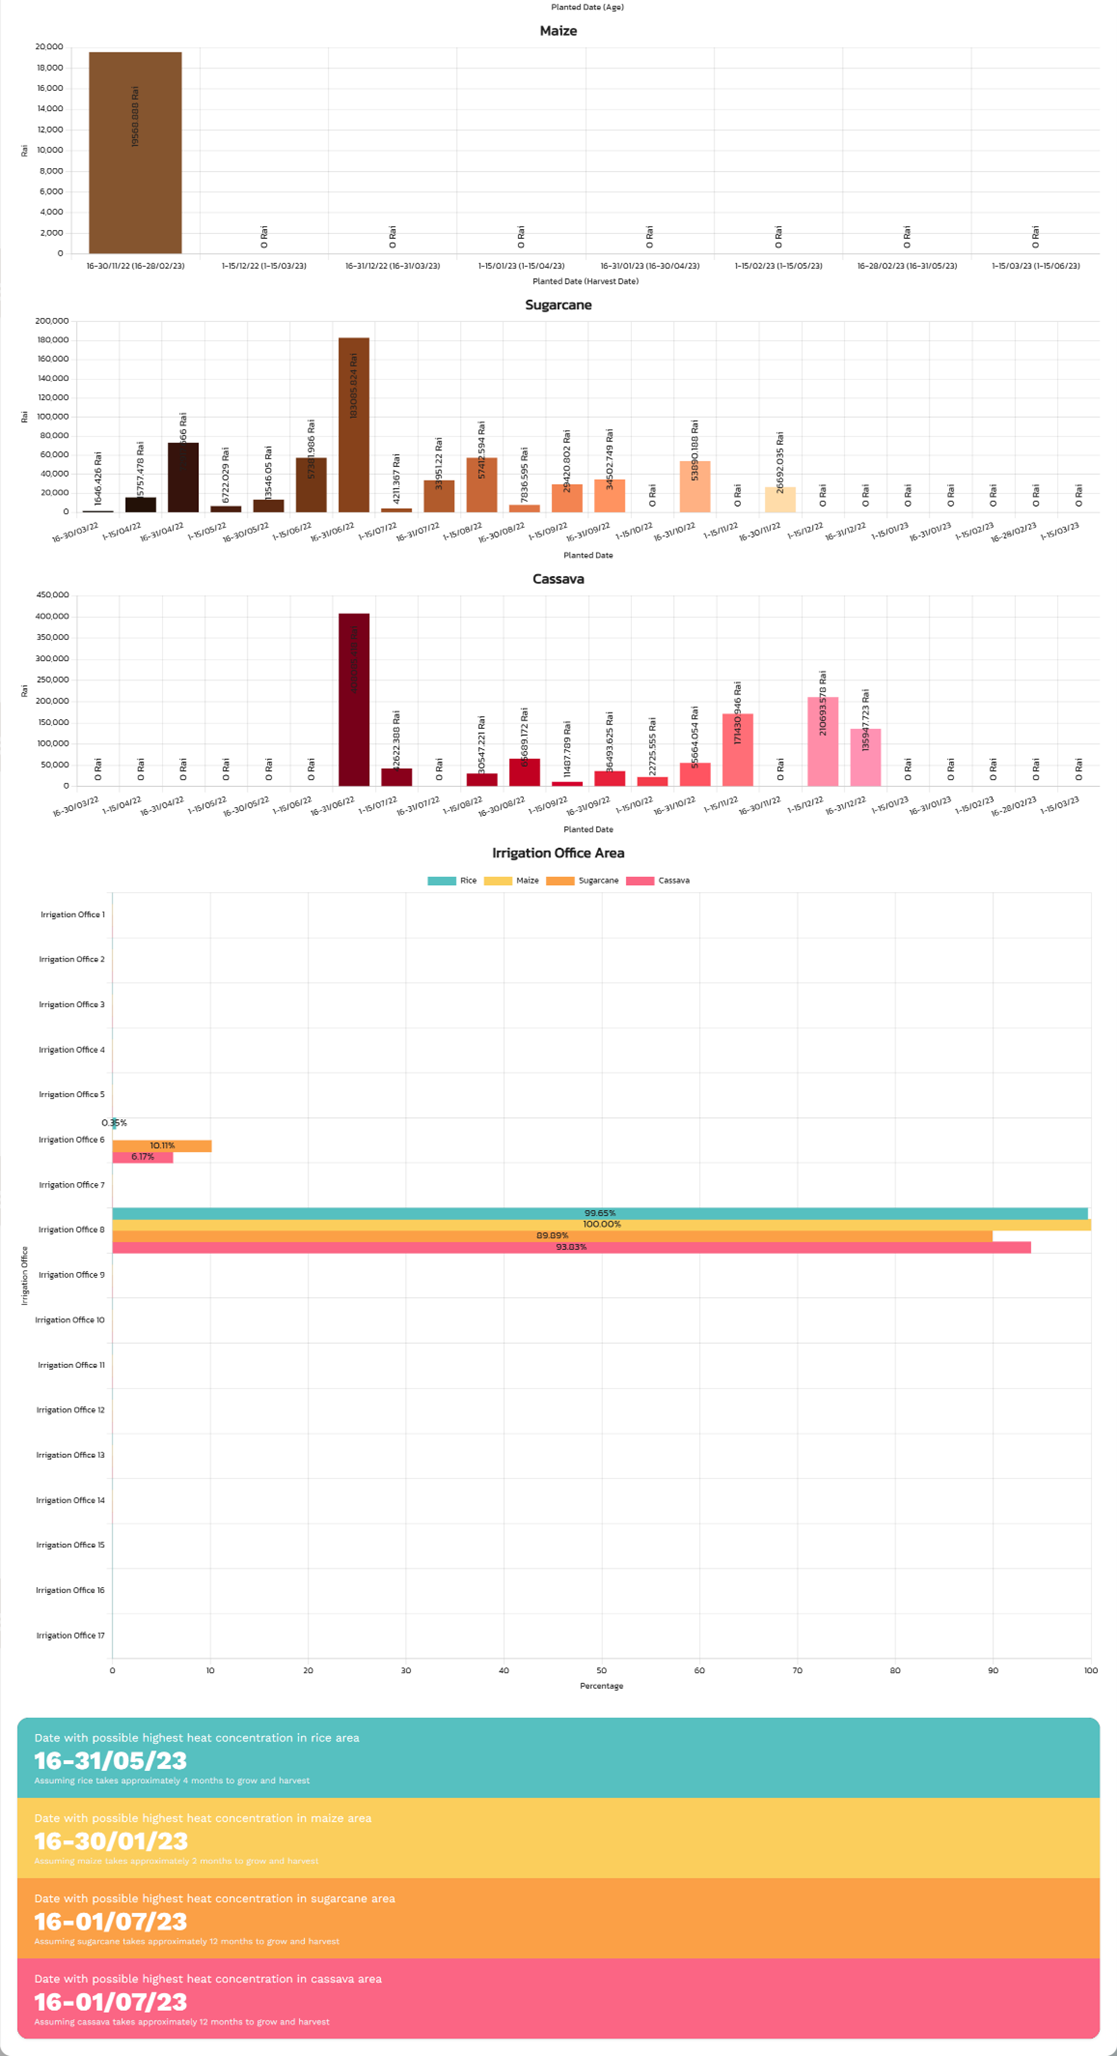 Planted Date (Age)
Maize
20,000
18,000
16,000
14,000
12,000
10,000
8,000
6,000
4,000
2,000
0
Rai
19568.888 Rai
0 Rai
0 Rai
0 Rai
0 Rai
0 Rai
0 Rai
0 Rai
16-30/11/22 (16-28/02/23)
1-15/12/22 (1-15/03/23)
16-31/12/22 (16-31/03/23)
1-15/01/23 (1-15/04/23)
16-31/01/23 (16-30/04/23)
1-15/02/23 (1-15/05/23)
16-28/02/23 (16-31/05/23)
1-15/03/23 (1-15/06/23)
Planted Date (Harvest Date)
Sugarcane
200,000
180,000
160,000
140,000
120,000
100,000
80,000
60,000
40,000
20,000
0
Rai
1646.426 Rai
15757.478 Rai
Rai
6722.029 Rai
13546.05 Rai
57381.986 Rai
183085.824 Rai
4211.367 Rai
33951.22 Rai
57412.594 Rai
7836.595 Rai
29420.802 Rai
34502.749 Rai
0 Rai
53890.188 Rai
0 Rai
26692.035 Rai
0 Rai
0 Rai
0 Rai
0 Rai
0 Rai
0 Rai
0 Rai
16-30/03/22
1-15/04/22
16-31/04/22
1-15/05/22
16-30/05/22
1-15/06/22
16-31/06/22
1-15/07/22
16-31/07/22
1-15/08/22
16-30/08/22
1-15/09/22
16-31/09/22
1-15/10/22
16-31/10/22
1-15/11/22
16-30/11/22
1-15/12/22
16-31/12/22
1-15/01/23
16-31/01/23
1-15/02/23
16-28/02/23
1-15/03/23
Planted Date
Cassava
450,000
400,000
350,000
300,000
250,000
200,000
150,000
100,000
50,000
0
Rai
0 Rai
0 Rai
0 Rai
0 Rai
0 Rai
0 Rai
42622.388 Rai
0 Rai
30547.221 Rai
65689.172 Rai
11487.789 Rai
36493.625 Rai
22725.555 Rai
55664.054 Rai
171430.946 Rai
0 Rai
210693.578 Rai
135947.723 Rai
0 Rai
0 Rai
0 Rai
0 Rai
0 Rai
16-30/03/22
1-15/04/22
16-31/04/22
1-15/05/22
16-30/05/22
1-15/06/22
16-31/06/22
1-15/07/22
16-31/07/22
1-15/08/22
16-30/08/22
1-15/09/22
16-31/09/22
1-15/10/22
16-31/10/22
1-15/11/22
16-30/11/22
1-15/12/22
16-31/12/22
1-15/01/23
16-31/01/23
1-15/02/23
16-28/02/23
1-15/03/23
Planted Date
Irrigation Office Area
Rice Maize Sugarcane Cassava
Irrigation Office
Irrigation Office 1
Irrigation Office 2
Irrigation Office 3
Irrigation Office 4
Irrigation Office 5
0.35%
Irrigation Office 6
10.11%
6.17%
Irrigation Office 7
99.65%
100.00%
Irrigation Office 8
89.89%
93.83%
Irrigation Office 9
Irrigation Office 10
Irrigation Office 11
Irrigation Office 12
Irrigation Office 13
Irrigation Office 14
Irrigation Office 15
Irrigation Office 16
Irrigation Office 17
0 10 20 30 40 50 60 70 80 90 100
Percentage
Date with possible highest heat concentration in rice area
16-31/05/23
Assuming rice takes approximately 4 months to grow and harvest
Date with possible highest heat concentration in maize area
16-30/01/23
Assuming maize takes approximately 2 months to grow and harvest
Date with possible highest heat concentration in sugarcane area
16-01/07/23
Assuming sugarcane takes approximately 12 months to grow and harvest
Date with possible highest heat concentration in cassava area
16-01/07/23
Assuming cassava takes approximately 12 months to grow and harvest